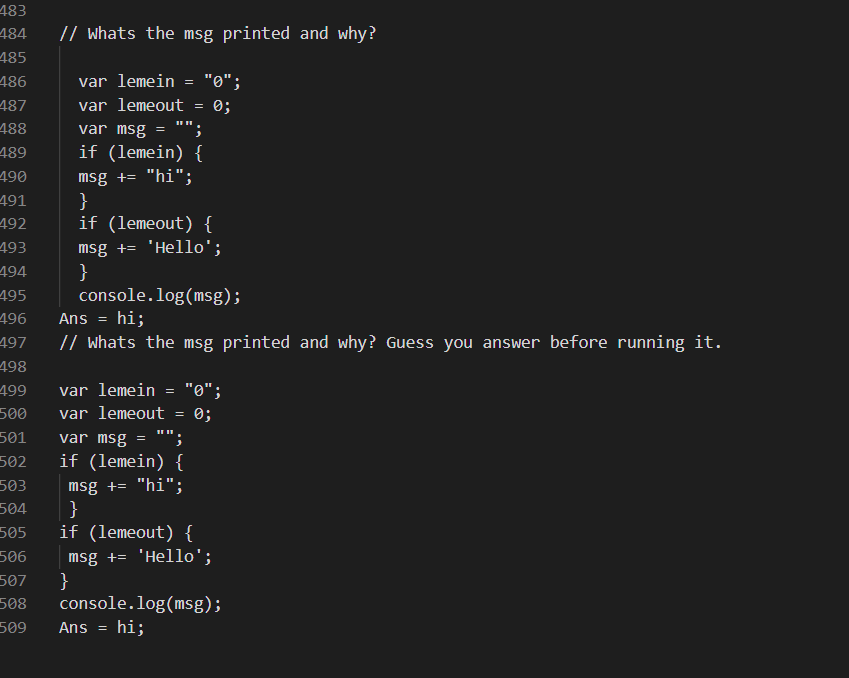 483
484 // Whats the msg printed and why?
485
486 var lemein = "0";
487 var lemeout = 0;
488 var msg = "";
489 if (lemein) {
490 msg += "hi";
491 }
492 if (lemeout) {
493 msg += 'Hello';
494 }
495 console.log(msg);
496 Ans = hi;
497 // Whats the msg printed and why? Guess you answer before running it.
498
499 var lemein = "0";
500 var lemeout = 0;
501 var msg = "";
502 if (lemein) {
503 msg += "hi";
504 }
505 if (lemeout) {
506 msg += 'Hello';
507 }
508 console.log(msg);
509 Ans = hi;